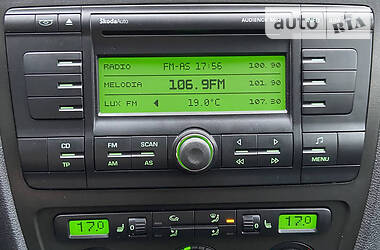 ŠkodaAuto
AUDIENCE
auto RIA
RADIO FM-AS 17:56 100.90
MELODIA 106.9FM 101.90
LUX FM 19.0°C 107.30
CD FM SCAN
TP AM AS MENU
17.0 17.0